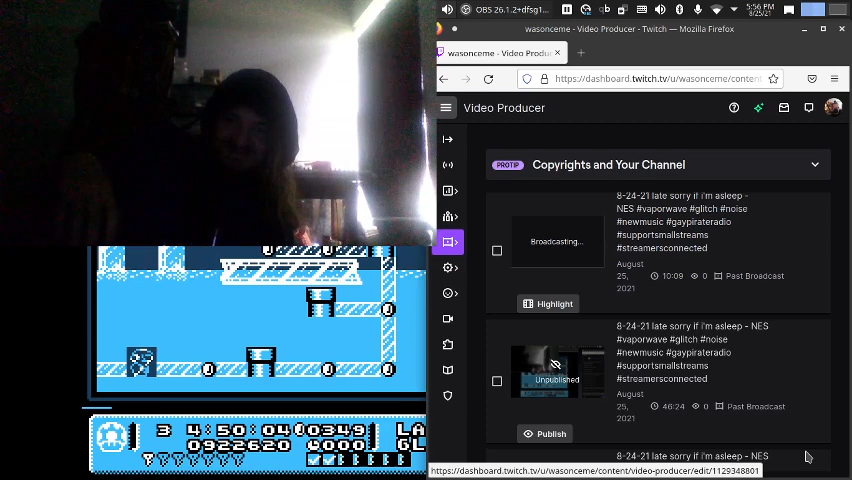 OBS 26.1.2+dfsg1...
5:56 PM
8/25/21
wasonceme - Video Producer - Twitch — Mozilla Firefox
wasonceme - Video Produc
https://dashboard.twitch.tv/u/wasonceme/content
Video Producer
PROTIP Copyrights and Your Channel
8-24-21 late sorry if i'm asleep -
NES #vaporwave #glitch #noise
#newmusic #gaypirateradio
#supportsmallstreams
#streamersconnected
Broadcasting...
August
25,
2021
10:09 0 Past Broadcast
Highlight
8-24-21 late sorry if i'm asleep - NES
#vaporwave #glitch #noise
#newmusic #gaypirateradio
#supportsmallstreams
#streamersconnected
Unpublished
August
25,
2021
46:24 0 Past Broadcast
Publish
8-24-21 late sorry if i'm asleep - NES
https://dashboard.twitch.tv/u/wasonceme/content/video-producer/edit/1129348801
3 4:50:04 0349 LA
0922620 0000 GL